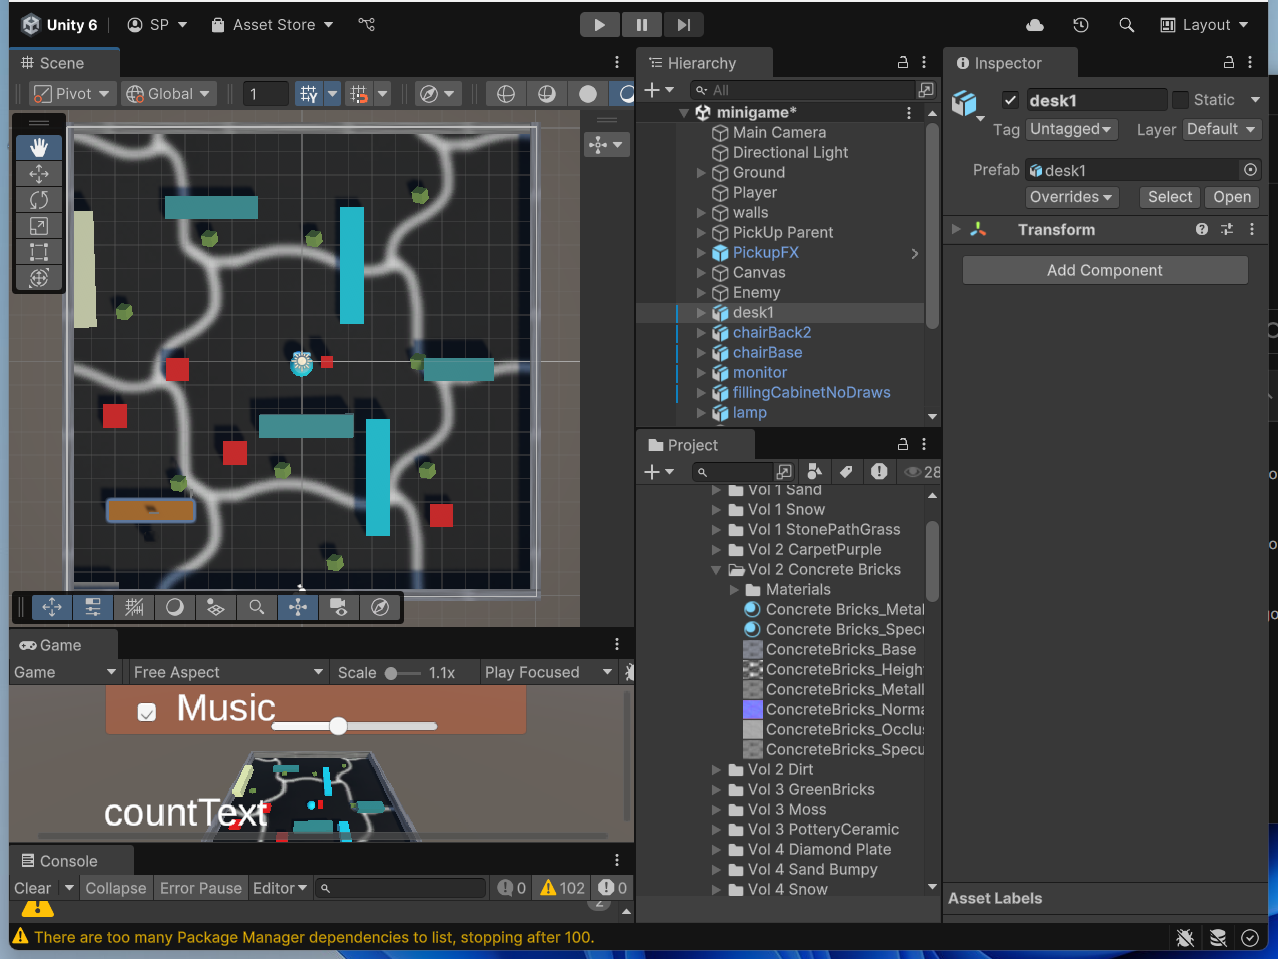 Unity 6
SP
Asset Store
Layout
Scene
Pivot
Global
1
Hierarchy
All
minigame*
Main Camera
Directional Light
Ground
Player
walls
PickUp Parent
PickupFX
Canvas
Enemy
desk1
chairBack2
chairBase
monitor
fillingCabinetNoDraws
lamp
Inspector
desk1
Static
Tag
Untagged
Layer
Default
Prefab
desk1
Overrides
Select
Open
Transform
Add Component
Asset Labels
Project
28
Vol 1 Sand
Vol 1 Snow
Vol 1 StonePathGrass
Vol 2 CarpetPurple
Vol 2 Concrete Bricks
Materials
Concrete Bricks_Metal
Concrete Bricks_Specu
ConcreteBricks_Base
ConcreteBricks_Heigh
ConcreteBricks_Metall
ConcreteBricks_Norma
ConcreteBricks_Occlus
ConcreteBricks_Specu
Vol 2 Dirt
Vol 3 GreenBricks
Vol 3 Moss
Vol 3 PotteryCeramic
Vol 4 Diamond Plate
Vol 4 Sand Bumpy
Vol 4 Snow
Game
Game
Free Aspect
Scale
1.1x
Play Focused
Music
countText
Console
Clear
Collapse
Error Pause
Editor
0
102
0
2
There are too many Package Manager dependencies to list, stopping after 100.